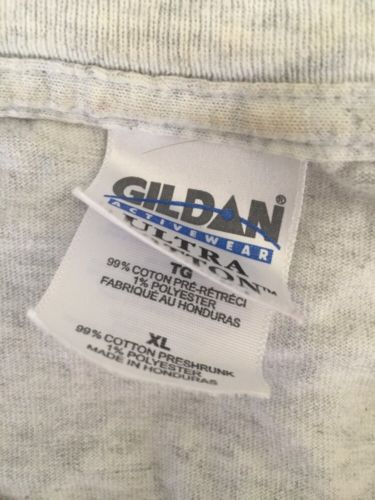 GILDAN®
ACTIVEWEAR
ULTRA
COTTON™
TG
99% COTON PRÉ-RÉTRÉCI
1% POLYESTER
FABRIQUÉ AU HONDURAS
XL
99% COTTON PRESHRUNK
1% POLYESTER
MADE IN HONDURAS